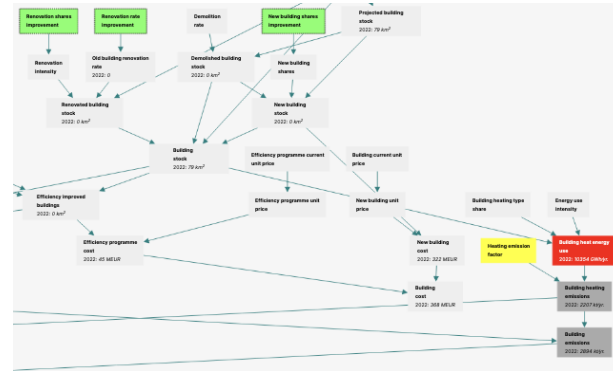 Renovation shares
improvement
Renovation rate
improvement
Demolition
rate
New building shares
improvement
Projected building
stock
2022: 79 km²
Renovation
intensity
Old building renovation
rate
2022: 0
Demolished building
stock
2022: 0 km²
New building
shares
Renovated building
stock
2022: 0 km²
New building
stock
2022: 0 km²
Building
stock
2022: 79 km²
Efficiency programme current
unit price
Building current unit
price
Efficiency improved
buildings
2022: 0 km²
Efficiency programme unit
price
New building unit
price
Building heating type
share
Energy use
intensity
Efficiency programme
cost
2022: 45 MEUR
New building
cost
2022: 322 MEUR
Heating emission
factor
Building heat energy
use
2022: 10354 GWh/yr.
Building
cost
2022: 368 MEUR
Building heating
emissions
2022: 2207 kt/yr.
Building
emissions
2022: 2894 kt/yr.